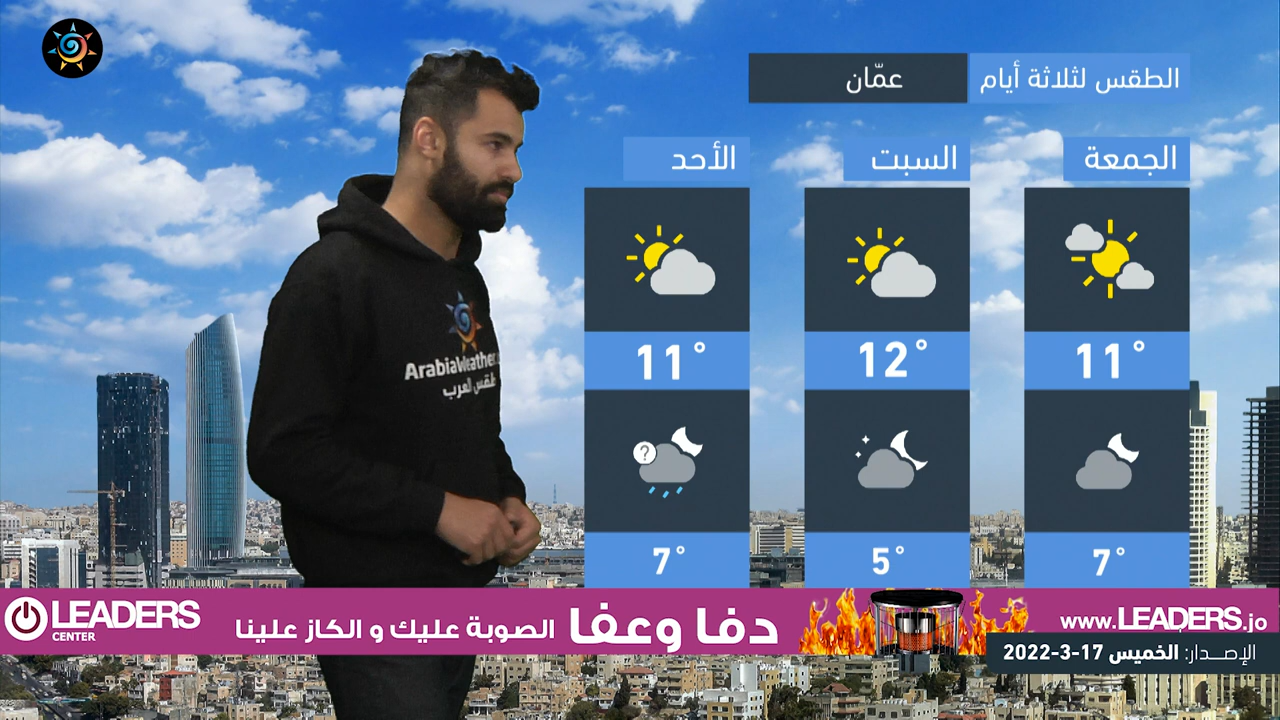 الطقس لثلاثة أيام
عمّان
الجمعة
السبت
الأحد
11°
12°
11°
?
7°
5°
7°
ArabiaWeather
طقس العرب
LEADERS
CENTER
دفا وعفا الصوبة عليك و الكاز علينا
www.LEADERS.jo
الإصـدار: الخميس 17-3-2022